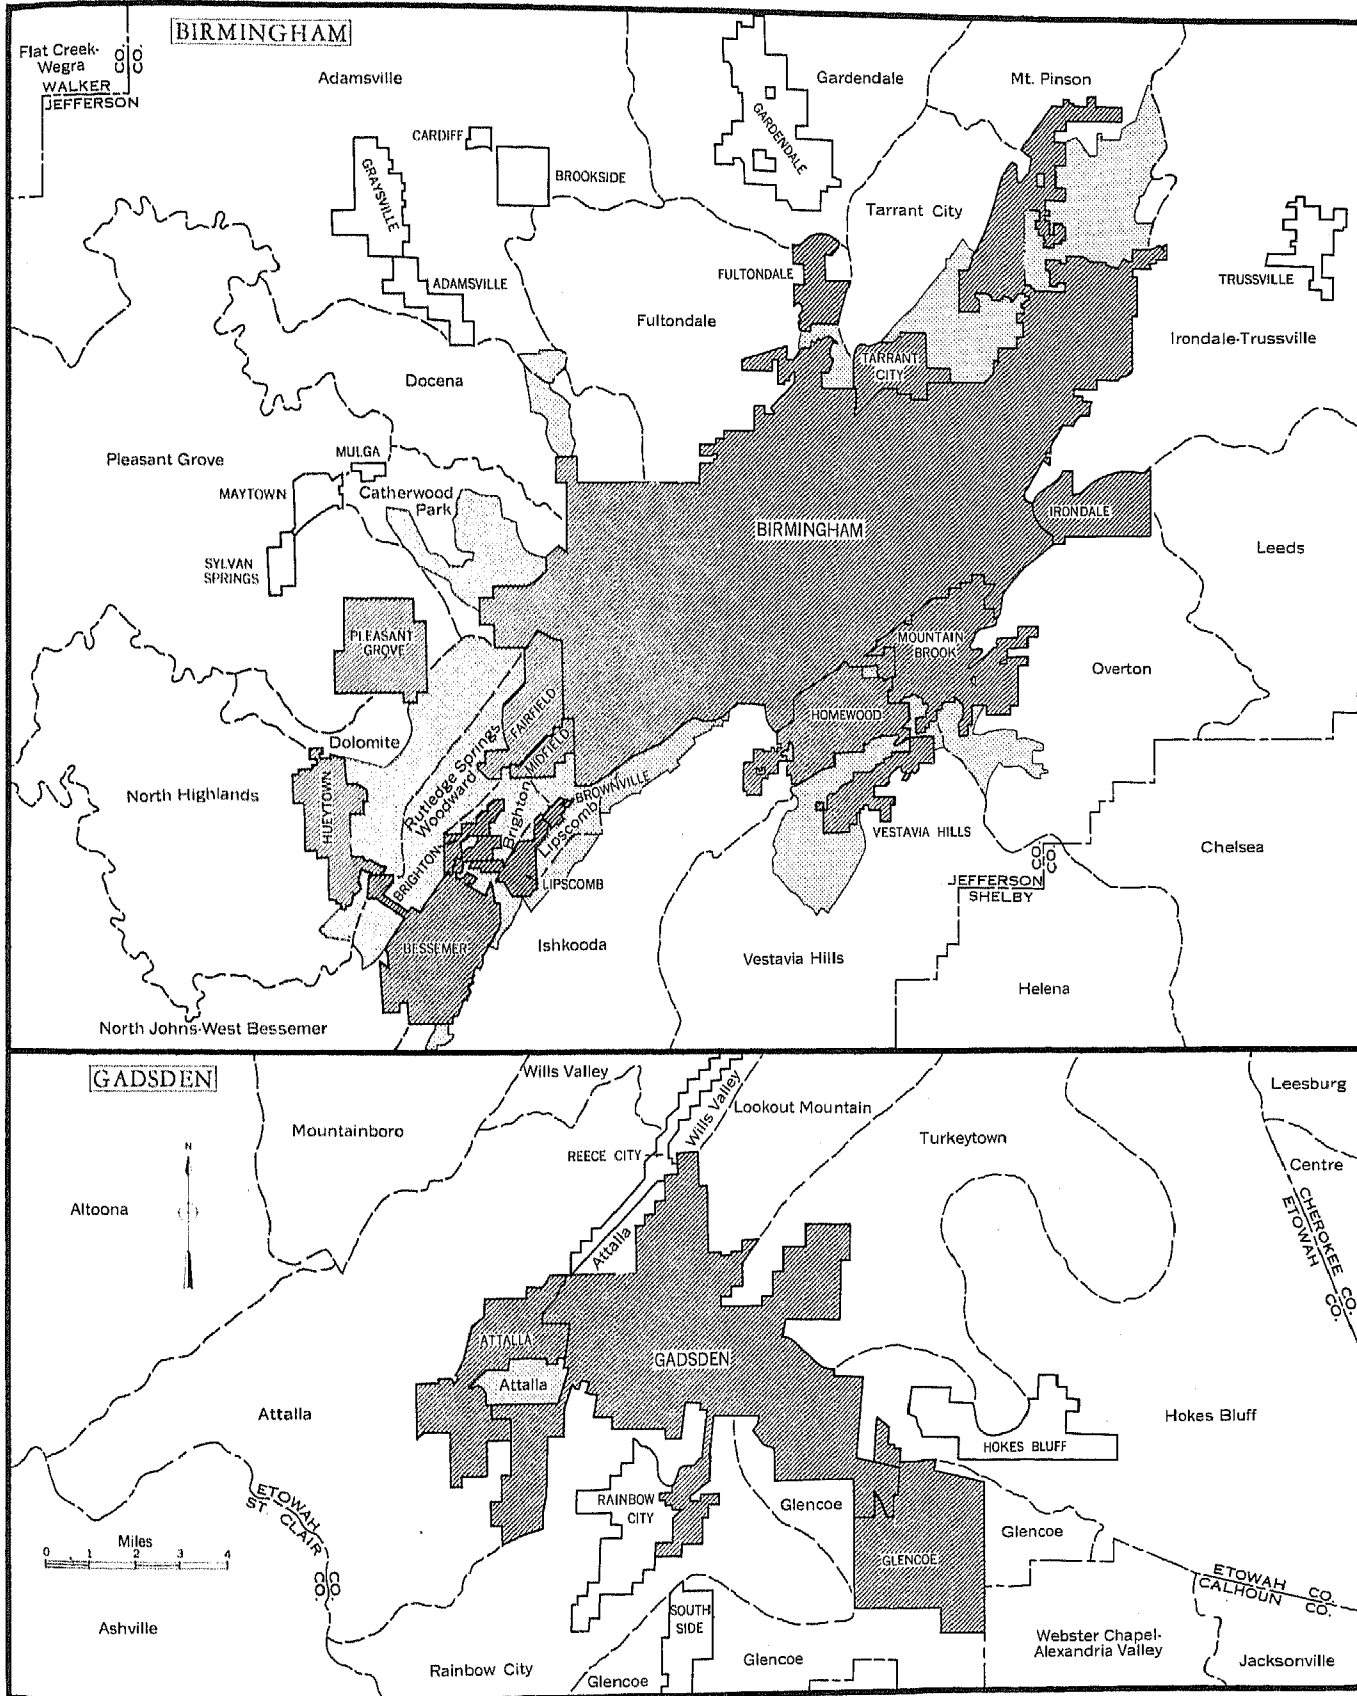 BIRMINGHAM
Flat Creek-
Wegra
CO.
CO.
WALKER
JEFFERSON
Adamsville
Gardendale
Mt. Pinson
CARDIFF
BROOKSIDE
GRAYSVILLE
GARDENDALE
Tarrant City
ADAMSVILLE
FULTONDALE
TRUSSVILLE
Fultondale
Irondale-Trussville
TARRANT
CITY
Docena
Pleasant Grove
MULGA
MAYTOWN
Catherwood
Park
BIRMINGHAM
IRONDALE
Leeds
SYLVAN
SPRINGS
PLEASANT
GROVE
MOUNTAIN
BROOK
Overton
FAIRFIELD
HOMEWOOD
Dolomite
MIDFIELD
Rutledge Springs
Woodward
BROWNVILLE
North Highlands
HUEYTOWN
Brighton
Lipscomb
VESTAVIA HILLS
Chelsea
BRIGHTON
LIPSCOMB
CO.
CO.
JEFFERSON
SHELBY
BESSEMER
Ishkooda
Vestavia Hills
Helena
North Johns-West Bessemer
GADSDEN
Wills Valley
Wills Valley
Lookout Mountain
Leesburg
Mountainboro
Turkeytown
N
REECE CITY
Centre
Altoona
CHEROKEE CO.
ETOWAH CO.
Attalla
ATTALLA
GADSDEN
Attalla
Attalla
Hokes Bluff
HOKES BLUFF
ETOWAH CO.
ST. CLAIR CO.
RAINBOW
CITY
Glencoe
Glencoe
Miles
0 1 2 3 4
GLENCOE
ETOWAH CO.
CALHOUN CO.
Ashville
SOUTH
SIDE
Webster Chapel-
Alexandria Valley
Rainbow City
Glencoe
Glencoe
Jacksonville